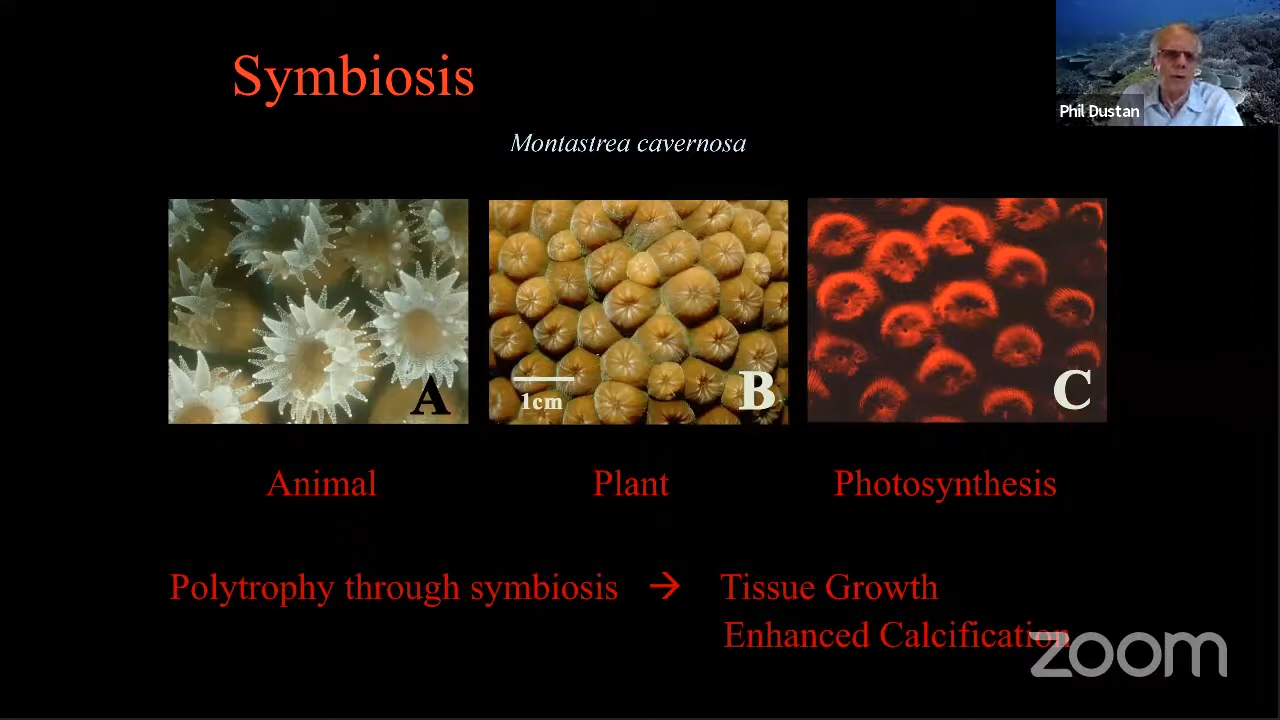 Symbiosis
Phil Dustan
Montastrea cavernosa
A
1cm
B
C
Animal
Plant
Photosynthesis
Polytrophy through symbiosis → Tissue Growth
Enhanced Calcification
zoom